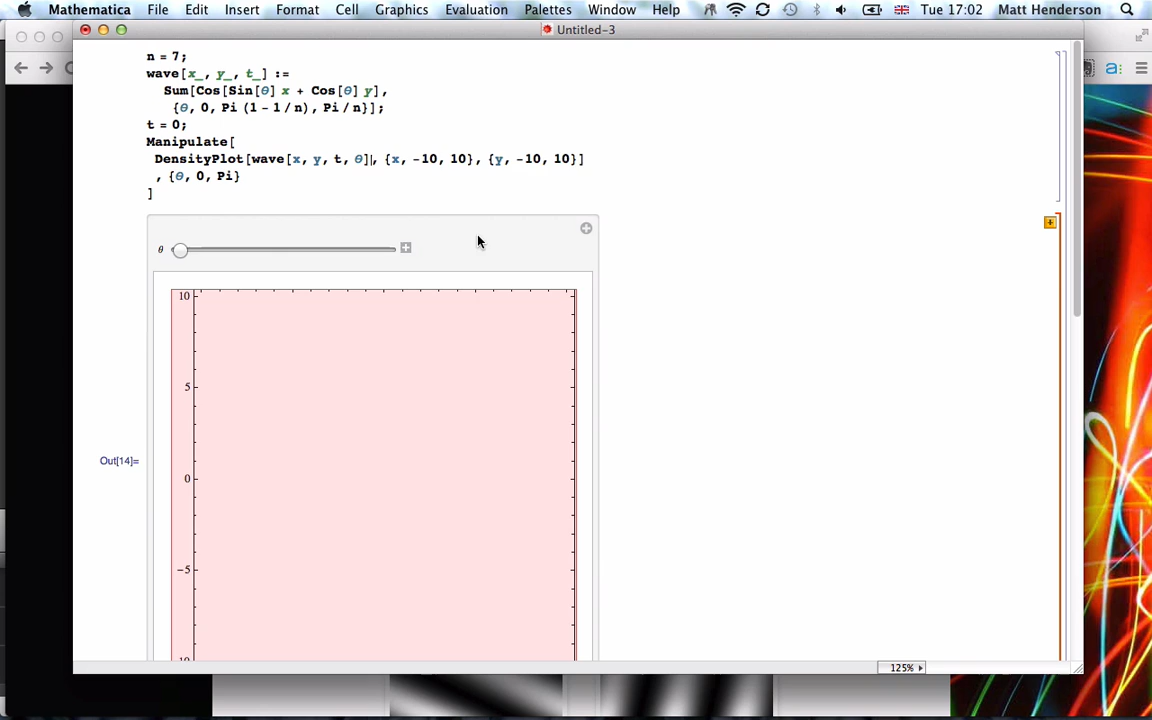 Mathematica File Edit Insert Format Cell Graphics Evaluation Palettes Window Help Tue 17:02 Matt Henderson
Untitled-3
n = 7;
wave[x_, y_, t_] :=
Sum[Cos[Sin[θ] x + Cos[θ] y],
{θ, 0, Pi (1 - 1 / n), Pi / n}];
t = 0;
Manipulate[
DensityPlot[wave[x, y, t, θ], {x, -10, 10}, {y, -10, 10}]
, {θ, 0, Pi}
]
θ
10
5
Out[14]=
0
-5
125%